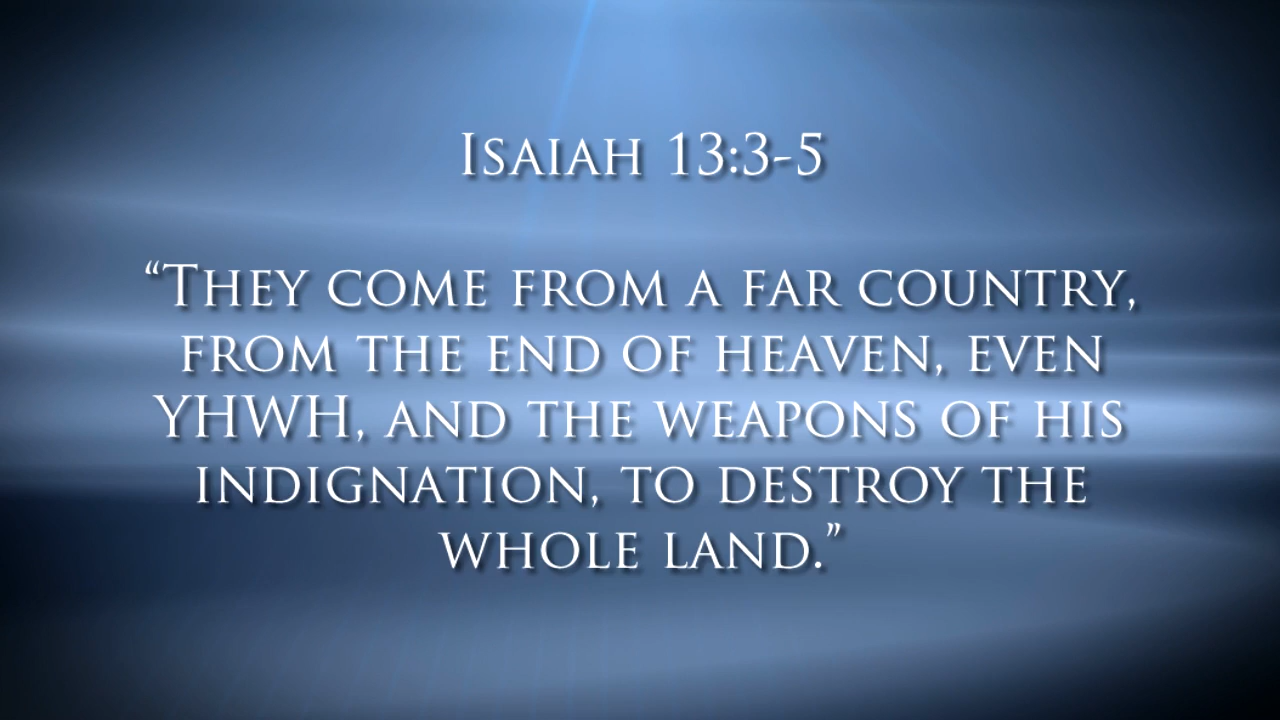 Isaiah 13:3-5
“They come from a far country,
from the end of heaven, even
YHWH, and the weapons of his
indignation, to destroy the
whole land.”